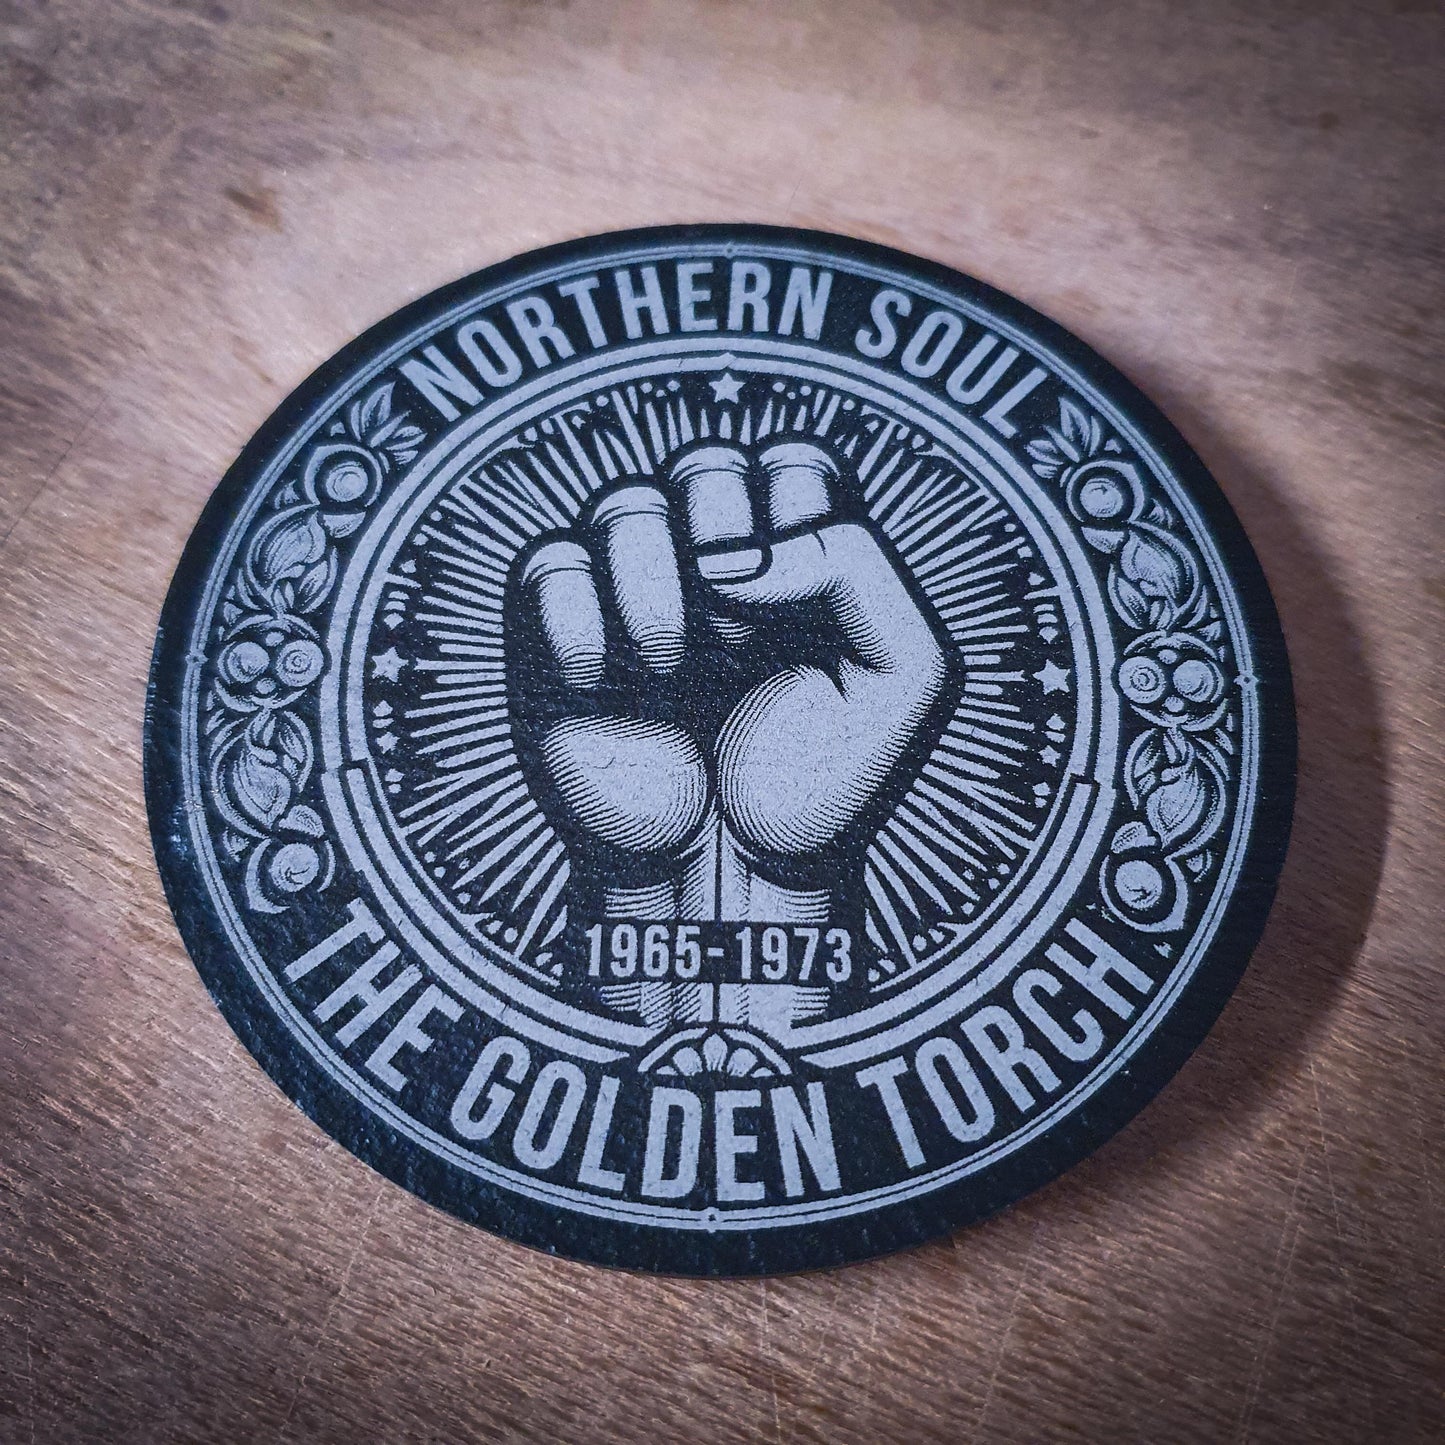 NORTHERN SOUL
1965-1973
THE GOLDEN TORCH